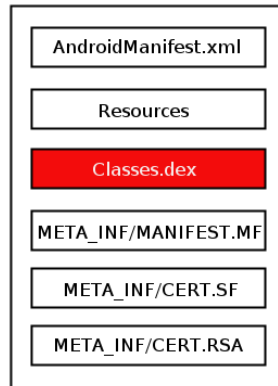 AndroidManifest.xml
Resources
Classes.dex
META_INF/MANIFEST.MF
META_INF/CERT.SF
META_INF/CERT.RSA